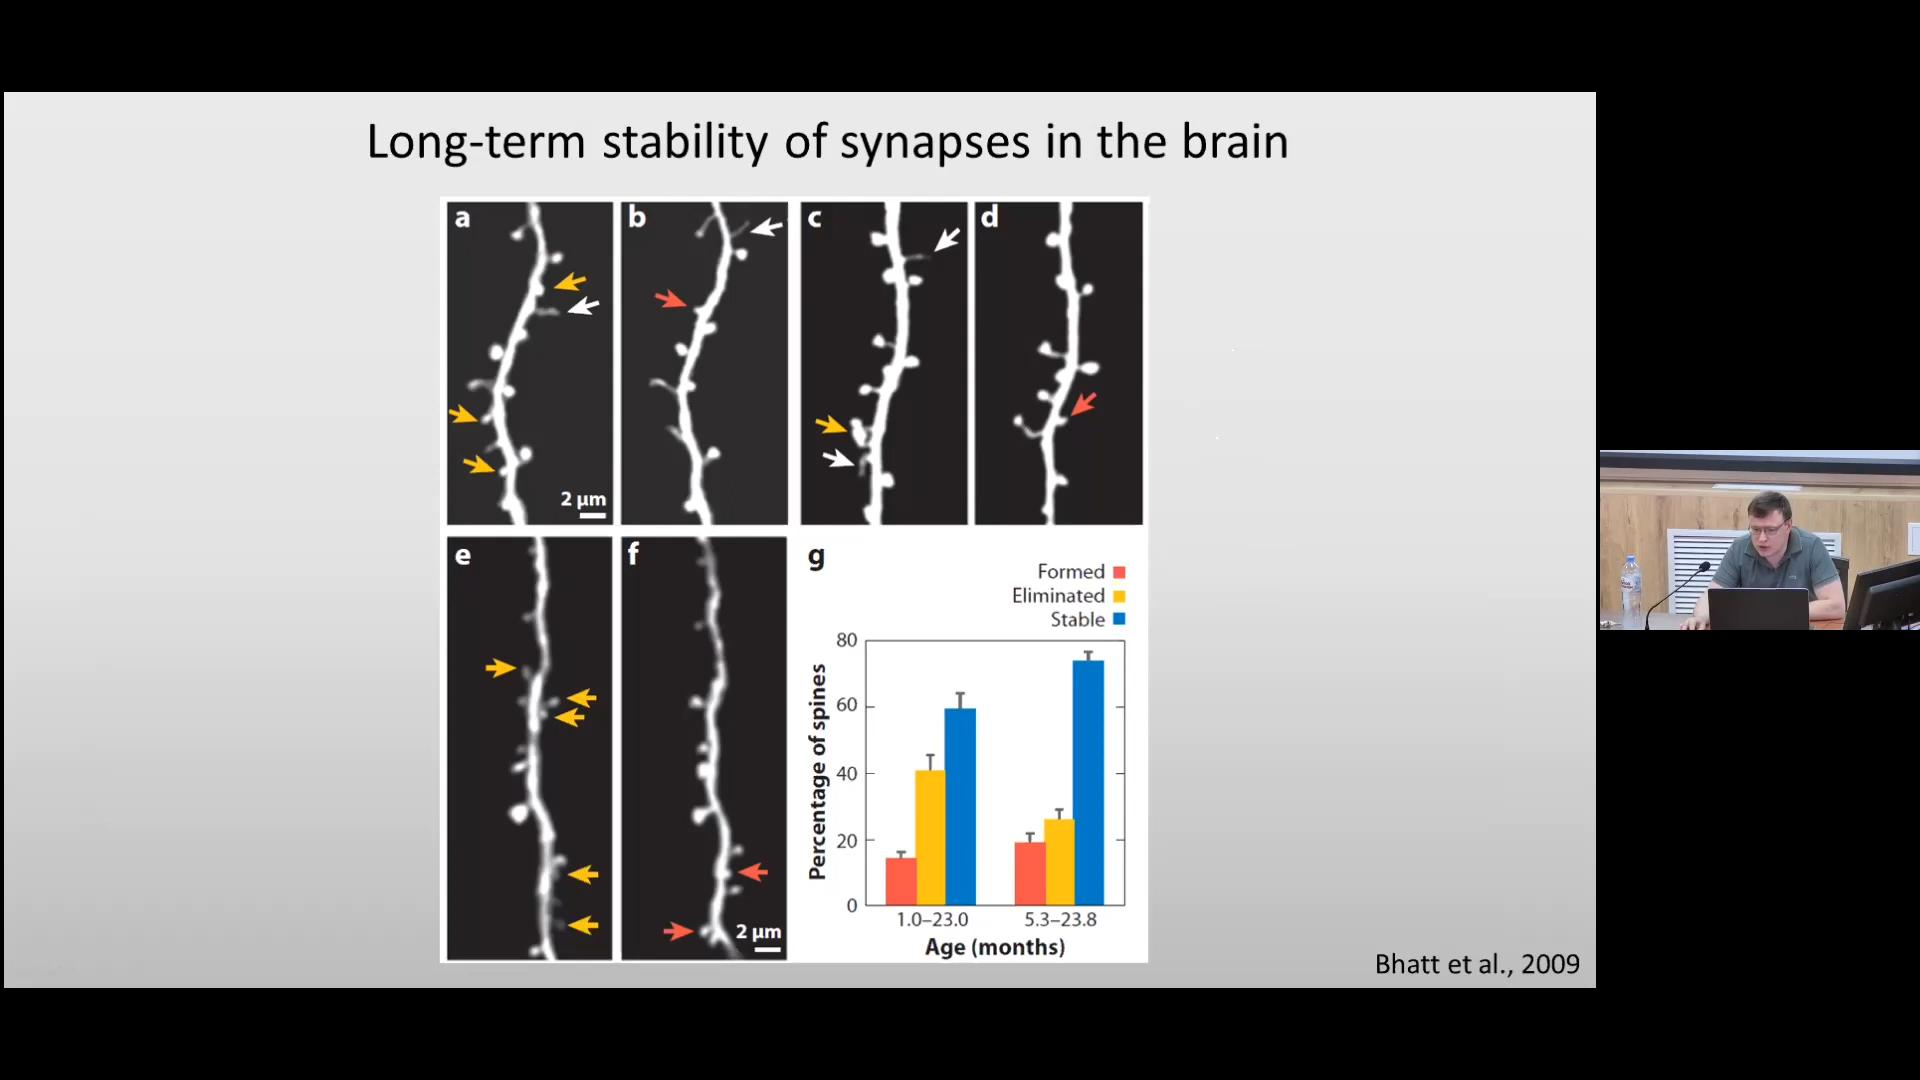 Long-term stability of synapses in the brain
a
b
c
d
2 μm
e
f
2 μm
g
Formed
Eliminated
Stable
Percentage of spines
80
60
40
20
0
1.0–23.0
5.3–23.8
Age (months)
Bhatt et al., 2009